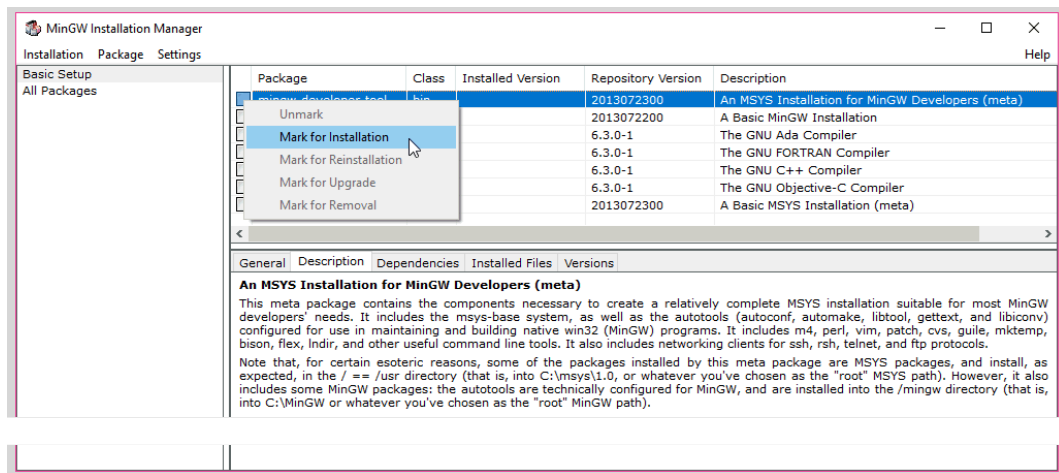 MinGW Installation Manager
Installation Package Settings Help
Basic Setup
All Packages
Package Class Installed Version Repository Version Description
2013072300 An MSYS Installation for MinGW Developers (meta)
2013072200 A Basic MinGW Installation
6.3.0-1 The GNU Ada Compiler
6.3.0-1 The GNU FORTRAN Compiler
6.3.0-1 The GNU C++ Compiler
6.3.0-1 The GNU Objective-C Compiler
2013072300 A Basic MSYS Installation (meta)
Unmark
Mark for Installation
Mark for Reinstallation
Mark for Upgrade
Mark for Removal
General Description Dependencies Installed Files Versions
An MSYS Installation for MinGW Developers (meta)
This meta package contains the components necessary to create a relatively complete MSYS installation suitable for most MinGW
developers' needs. It includes the msys-base system, as well as the autotools (autoconf, automake, libtool, gettext, and libiconv)
configured for use in maintaining and building native win32 (MinGW) programs. It includes m4, perl, vim, patch, cvs, guile, mktemp,
bison, flex, lndir, and other useful command line tools. It also includes networking clients for ssh, rsh, telnet, and ftp protocols.
Note that, for certain esoteric reasons, some of the packages installed by this meta package are MSYS packages, and install, as
expected, in the / == /usr directory (that is, into C:\msys\1.0, or whatever you've chosen as the "root" MSYS path). However, it also
includes some MinGW packages: the autotools are technically configured for MinGW, and are installed into the /mingw directory (that is,
into C:\MinGW or whatever you've chosen as the "root" MinGW path).